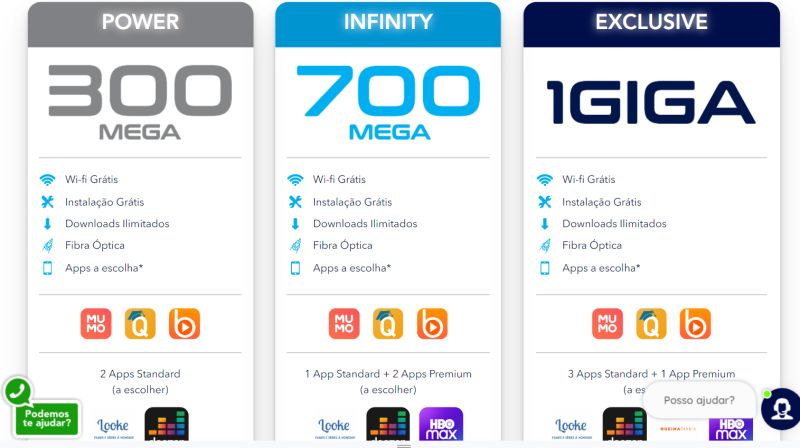 POWER
300
MEGA
Wi-fi Grátis
Instalação Grátis
Downloads Ilimitados
Fibra Óptica
Apps a escolha*
MU
MO
Q
b
2 Apps Standard
(a escolher)
Looke
INFINITY
700
MEGA
Wi-fi Grátis
Instalação Grátis
Downloads Ilimitados
Fibra Óptica
Apps a escolha*
MU
MO
Q
b
1 App Standard + 2 Apps Premium
(a escolher)
Looke
HBO
max
EXCLUSIVE
1GIGA
Wi-fi Grátis
Instalação Grátis
Downloads Ilimitados
Fibra Óptica
Apps a escolha*
MU
MO
Q
b
3 Apps Standard + 1 App Premium
Looke
HBO
max
Podemos
te ajudar?
Posso ajudar?